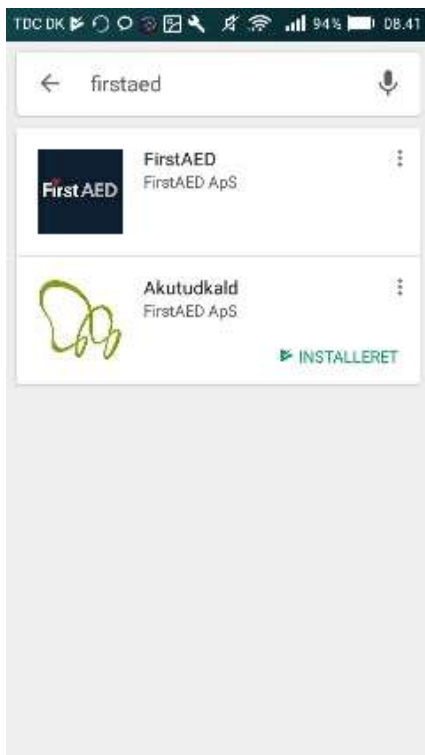 TDC DK 94% 08.41
firstaed
First AED
FirstAED
FirstAED ApS
Akutudkald
FirstAED ApS
INSTALLERET